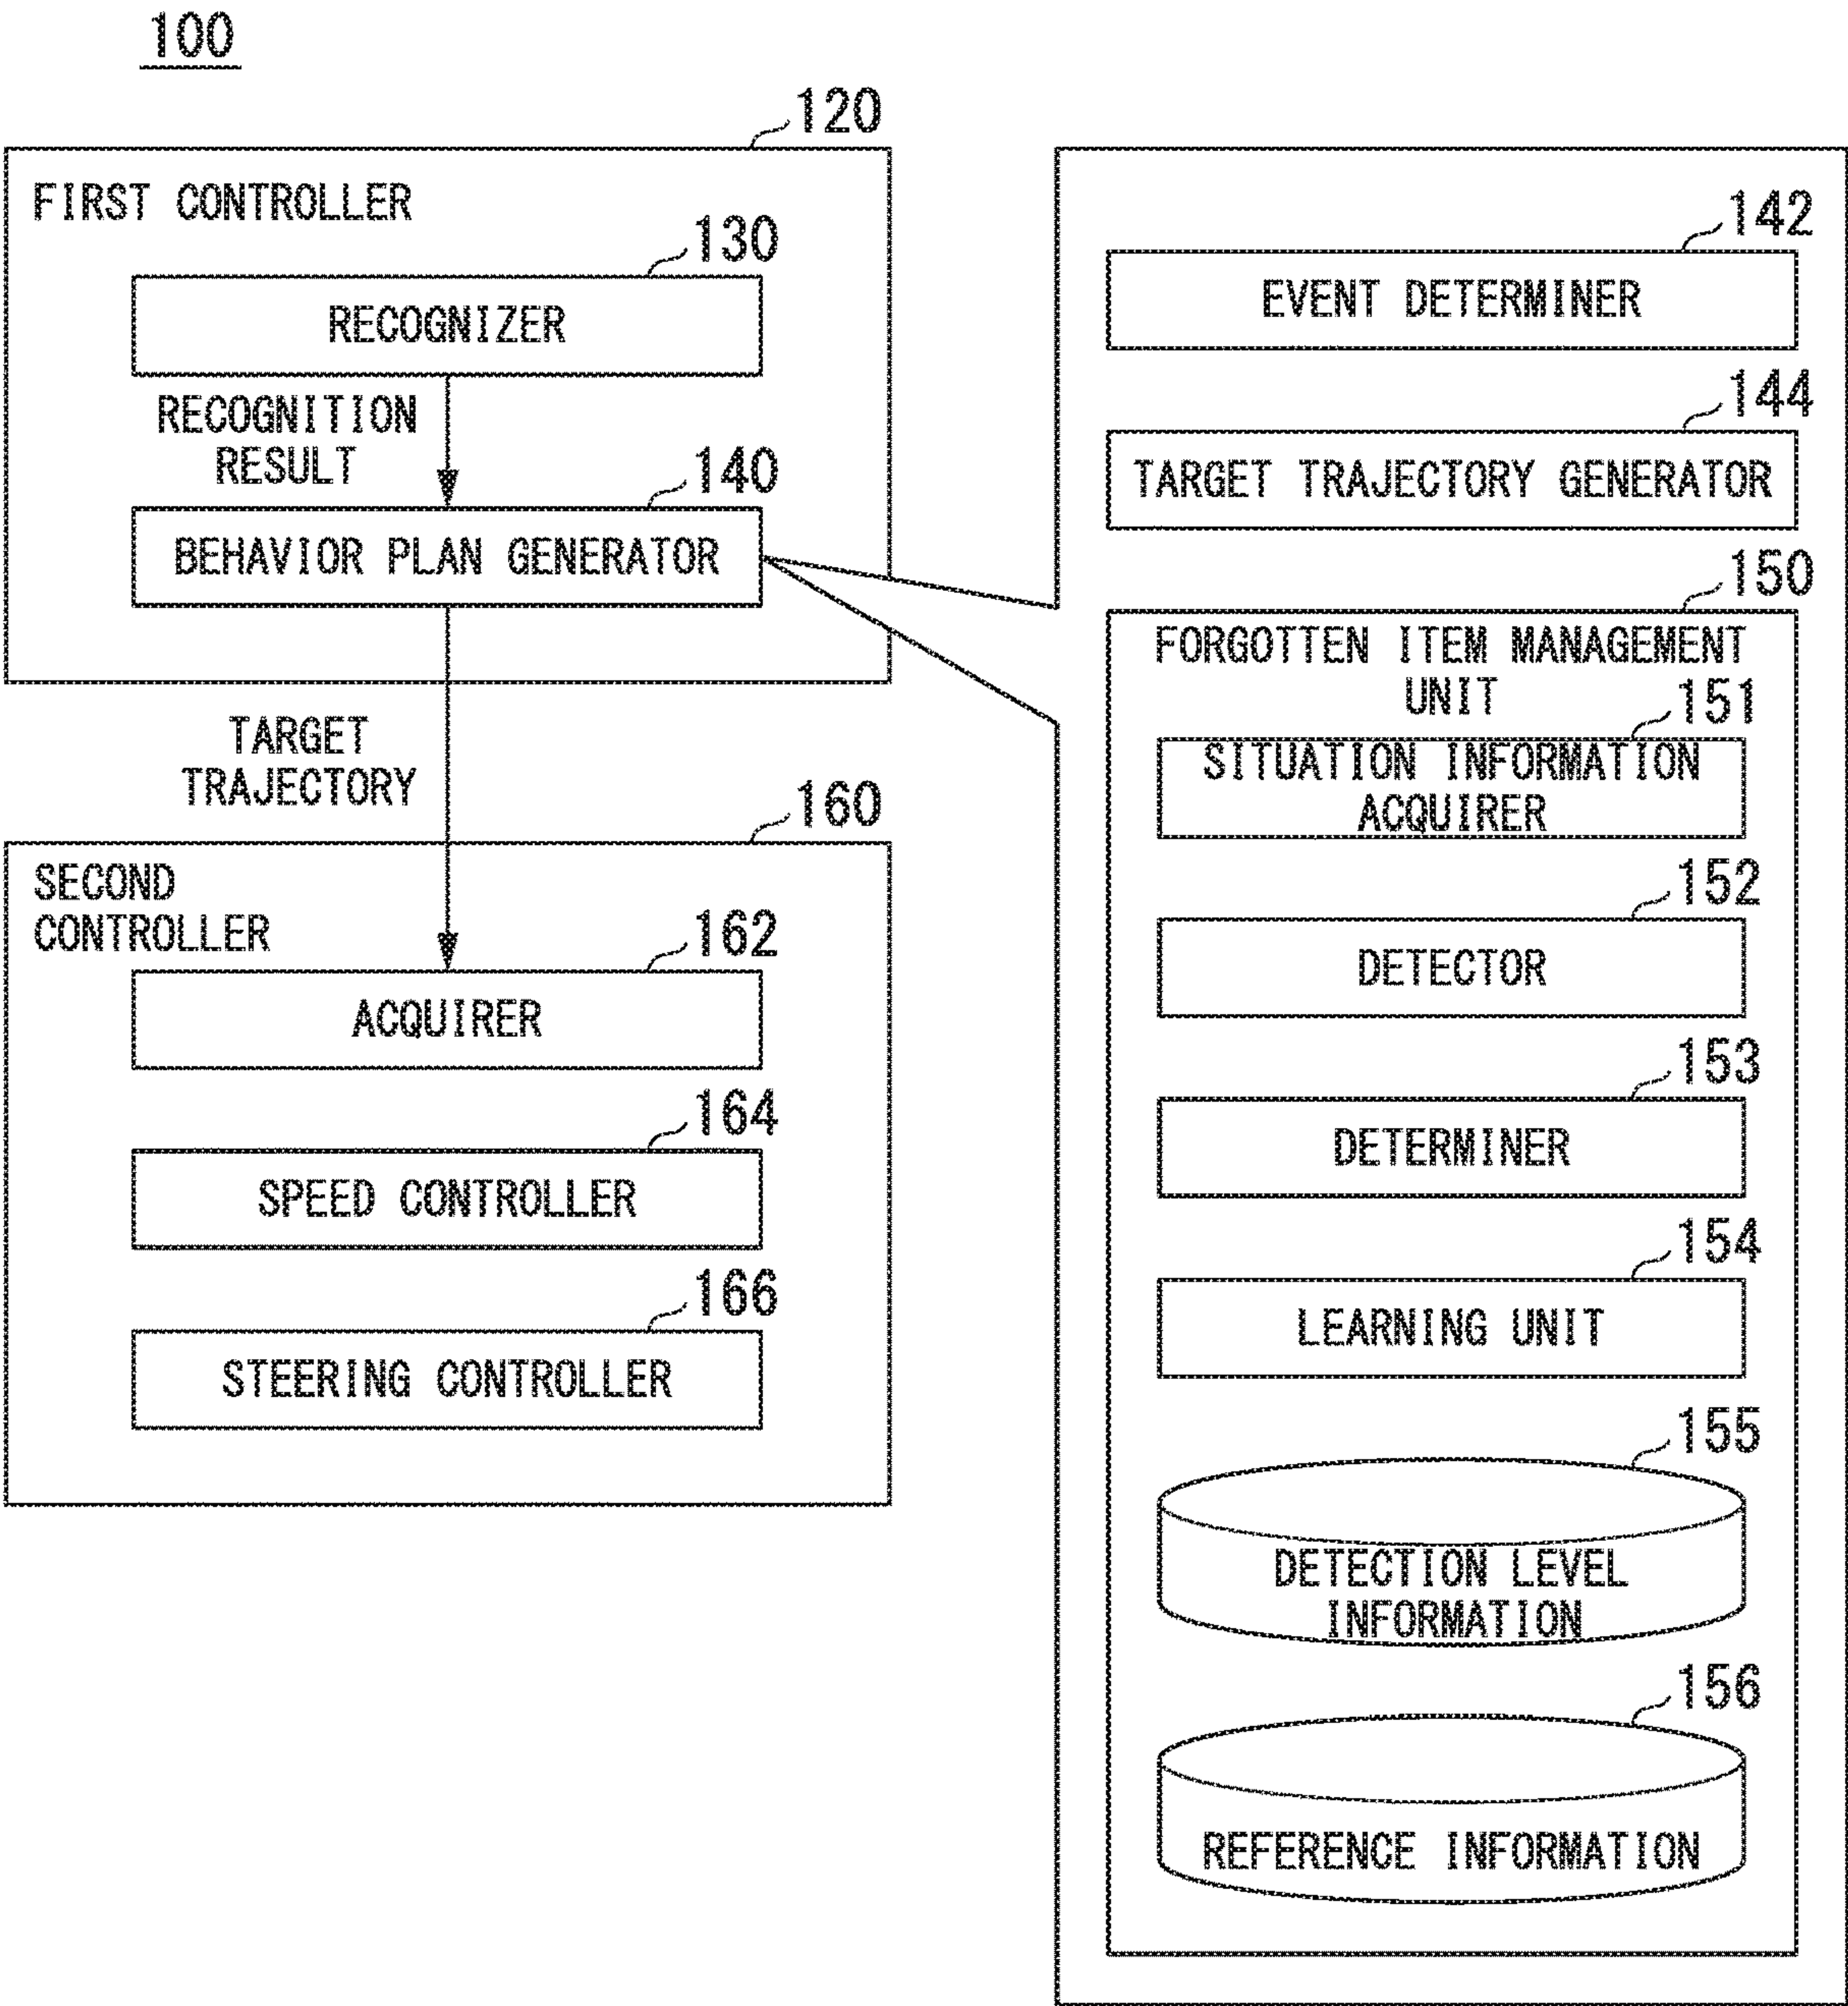 100
120
FIRST CONTROLLER
130
RECOGNIZER
RECOGNITION
RESULT
140
BEHAVIOR PLAN GENERATOR
TARGET
TRAJECTORY
160
SECOND
CONTROLLER
162
ACQUIRER
164
SPEED CONTROLLER
166
STEERING CONTROLLER
142
EVENT DETERMINER
144
TARGET TRAJECTORY GENERATOR
150
FORGOTTEN ITEM MANAGEMENT
UNIT
151
SITUATION INFORMATION
ACQUIRER
152
DETECTOR
153
DETERMINER
154
LEARNING UNIT
155
DETECTION LEVEL
INFORMATION
156
REFERENCE INFORMATION